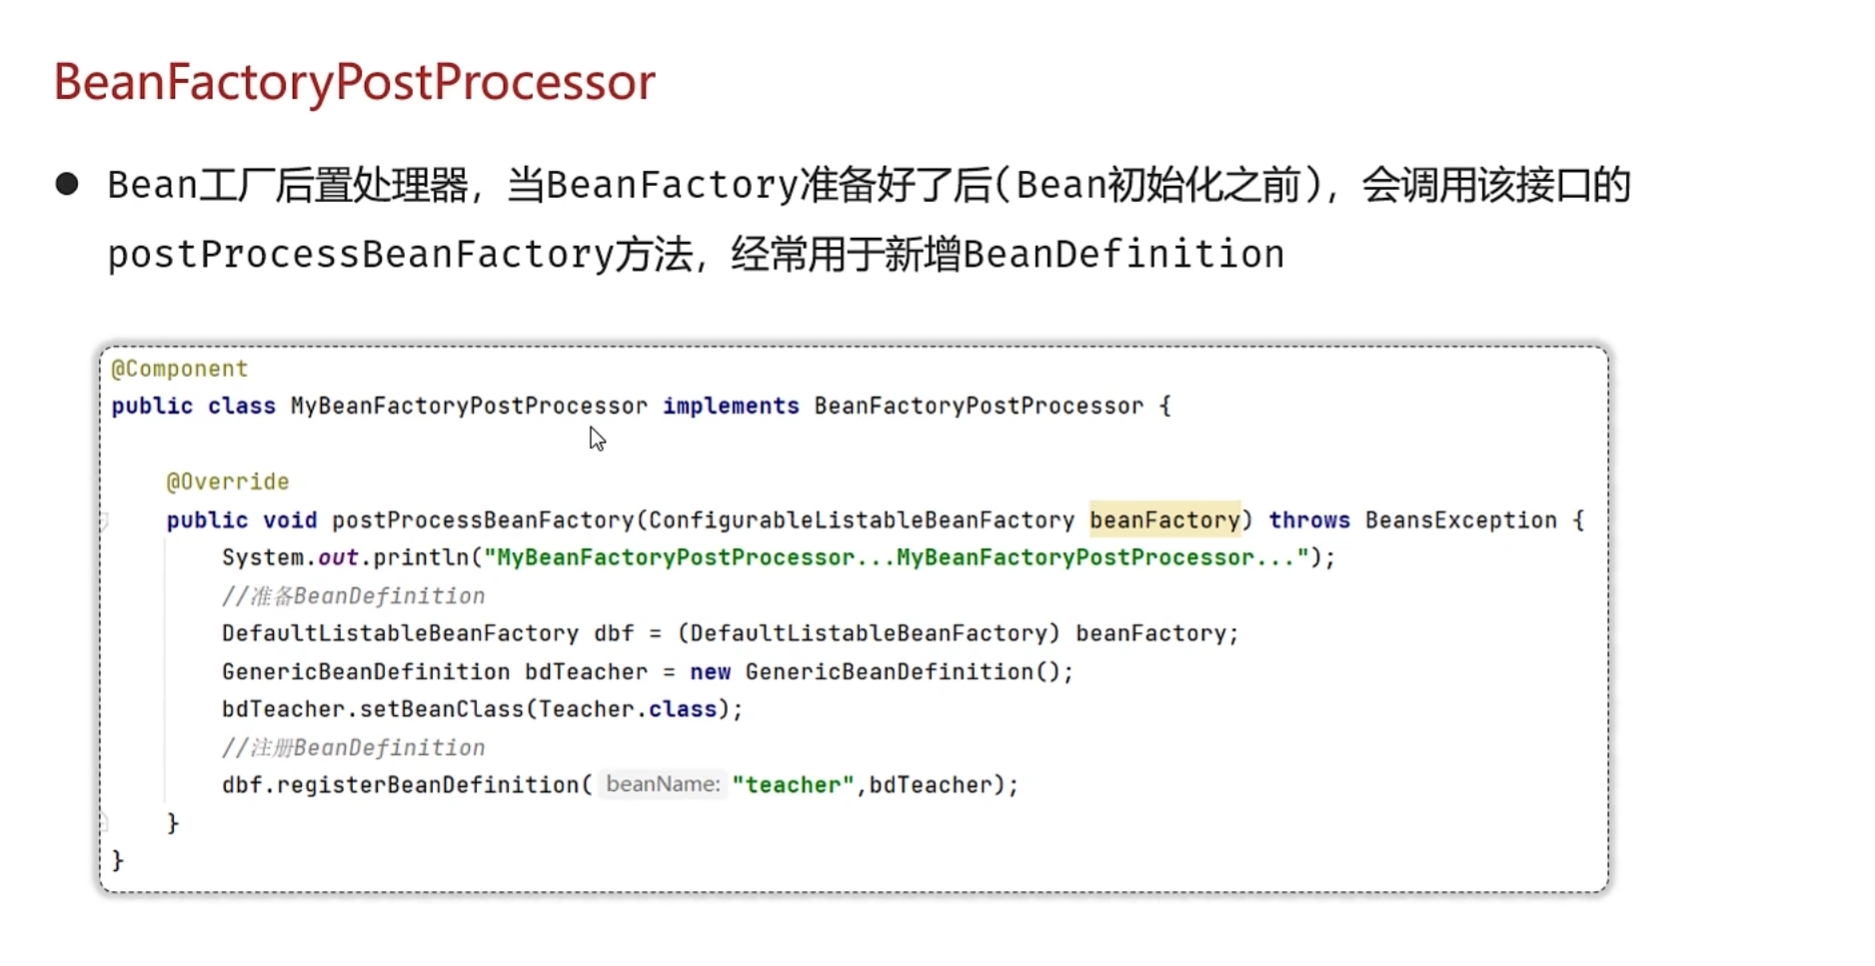 BeanFactoryPostProcessor
● Bean工厂后置处理器，当BeanFactory准备好了后(Bean初始化之前)，会调用该接口的
postProcessBeanFactory方法，经常用于新增BeanDefinition
@Component
public class MyBeanFactoryPostProcessor implements BeanFactoryPostProcessor {
@Override
public void postProcessBeanFactory(ConfigurableListableBeanFactory beanFactory) throws BeansException {
System.out.println("MyBeanFactoryPostProcessor...MyBeanFactoryPostProcessor...");
//准备BeanDefinition
DefaultListableBeanFactory dbf = (DefaultListableBeanFactory) beanFactory;
GenericBeanDefinition bdTeacher = new GenericBeanDefinition();
bdTeacher.setBeanClass(Teacher.class);
//注册BeanDefinition
dbf.registerBeanDefinition( beanName: "teacher",bdTeacher);
}
}